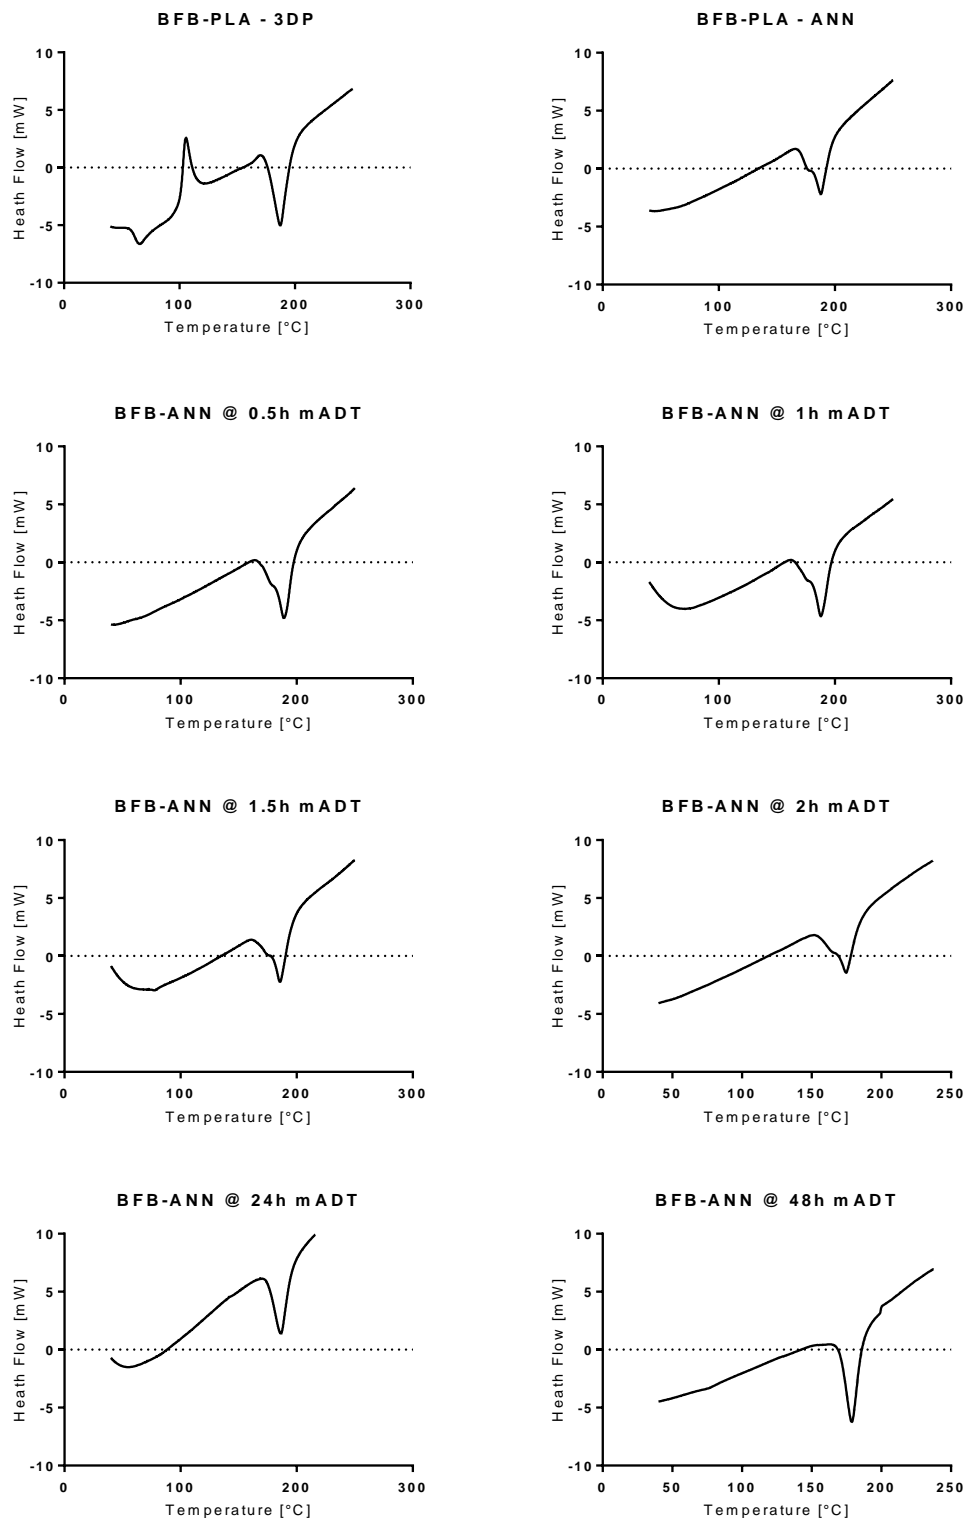 BFB-PLA - 3DP
BFB-PLA - ANN
10
5
0
-5
-10
Heath Flow [mW]
0 100 200 300
Temperature [°C]
10
5
0
-5
-10
Heath Flow [mW]
0 100 200 300
Temperature [°C]
BFB-ANN @ 0.5h mADT
BFB-ANN @ 1h mADT
10
5
0
-5
-10
Heath Flow [mW]
0 100 200 300
Temperature [°C]
10
5
0
-5
-10
Heath Flow [mW]
0 100 200 300
Temperature [°C]
BFB-ANN @ 1.5h mADT
BFB-ANN @ 2h mADT
10
5
0
-5
-10
Heath Flow [mW]
0 100 200 300
Temperature [°C]
10
5
0
-5
-10
Heath Flow [mW]
0 50 100 150 200 250
Temperature [°C]
BFB-ANN @ 24h mADT
BFB-ANN @ 48h mADT
10
5
0
-5
-10
Heath Flow [mW]
0 100 200 300
Temperature [°C]
10
5
0
-5
-10
Heath Flow [mW]
0 50 100 150 200 250
Temperature [°C]